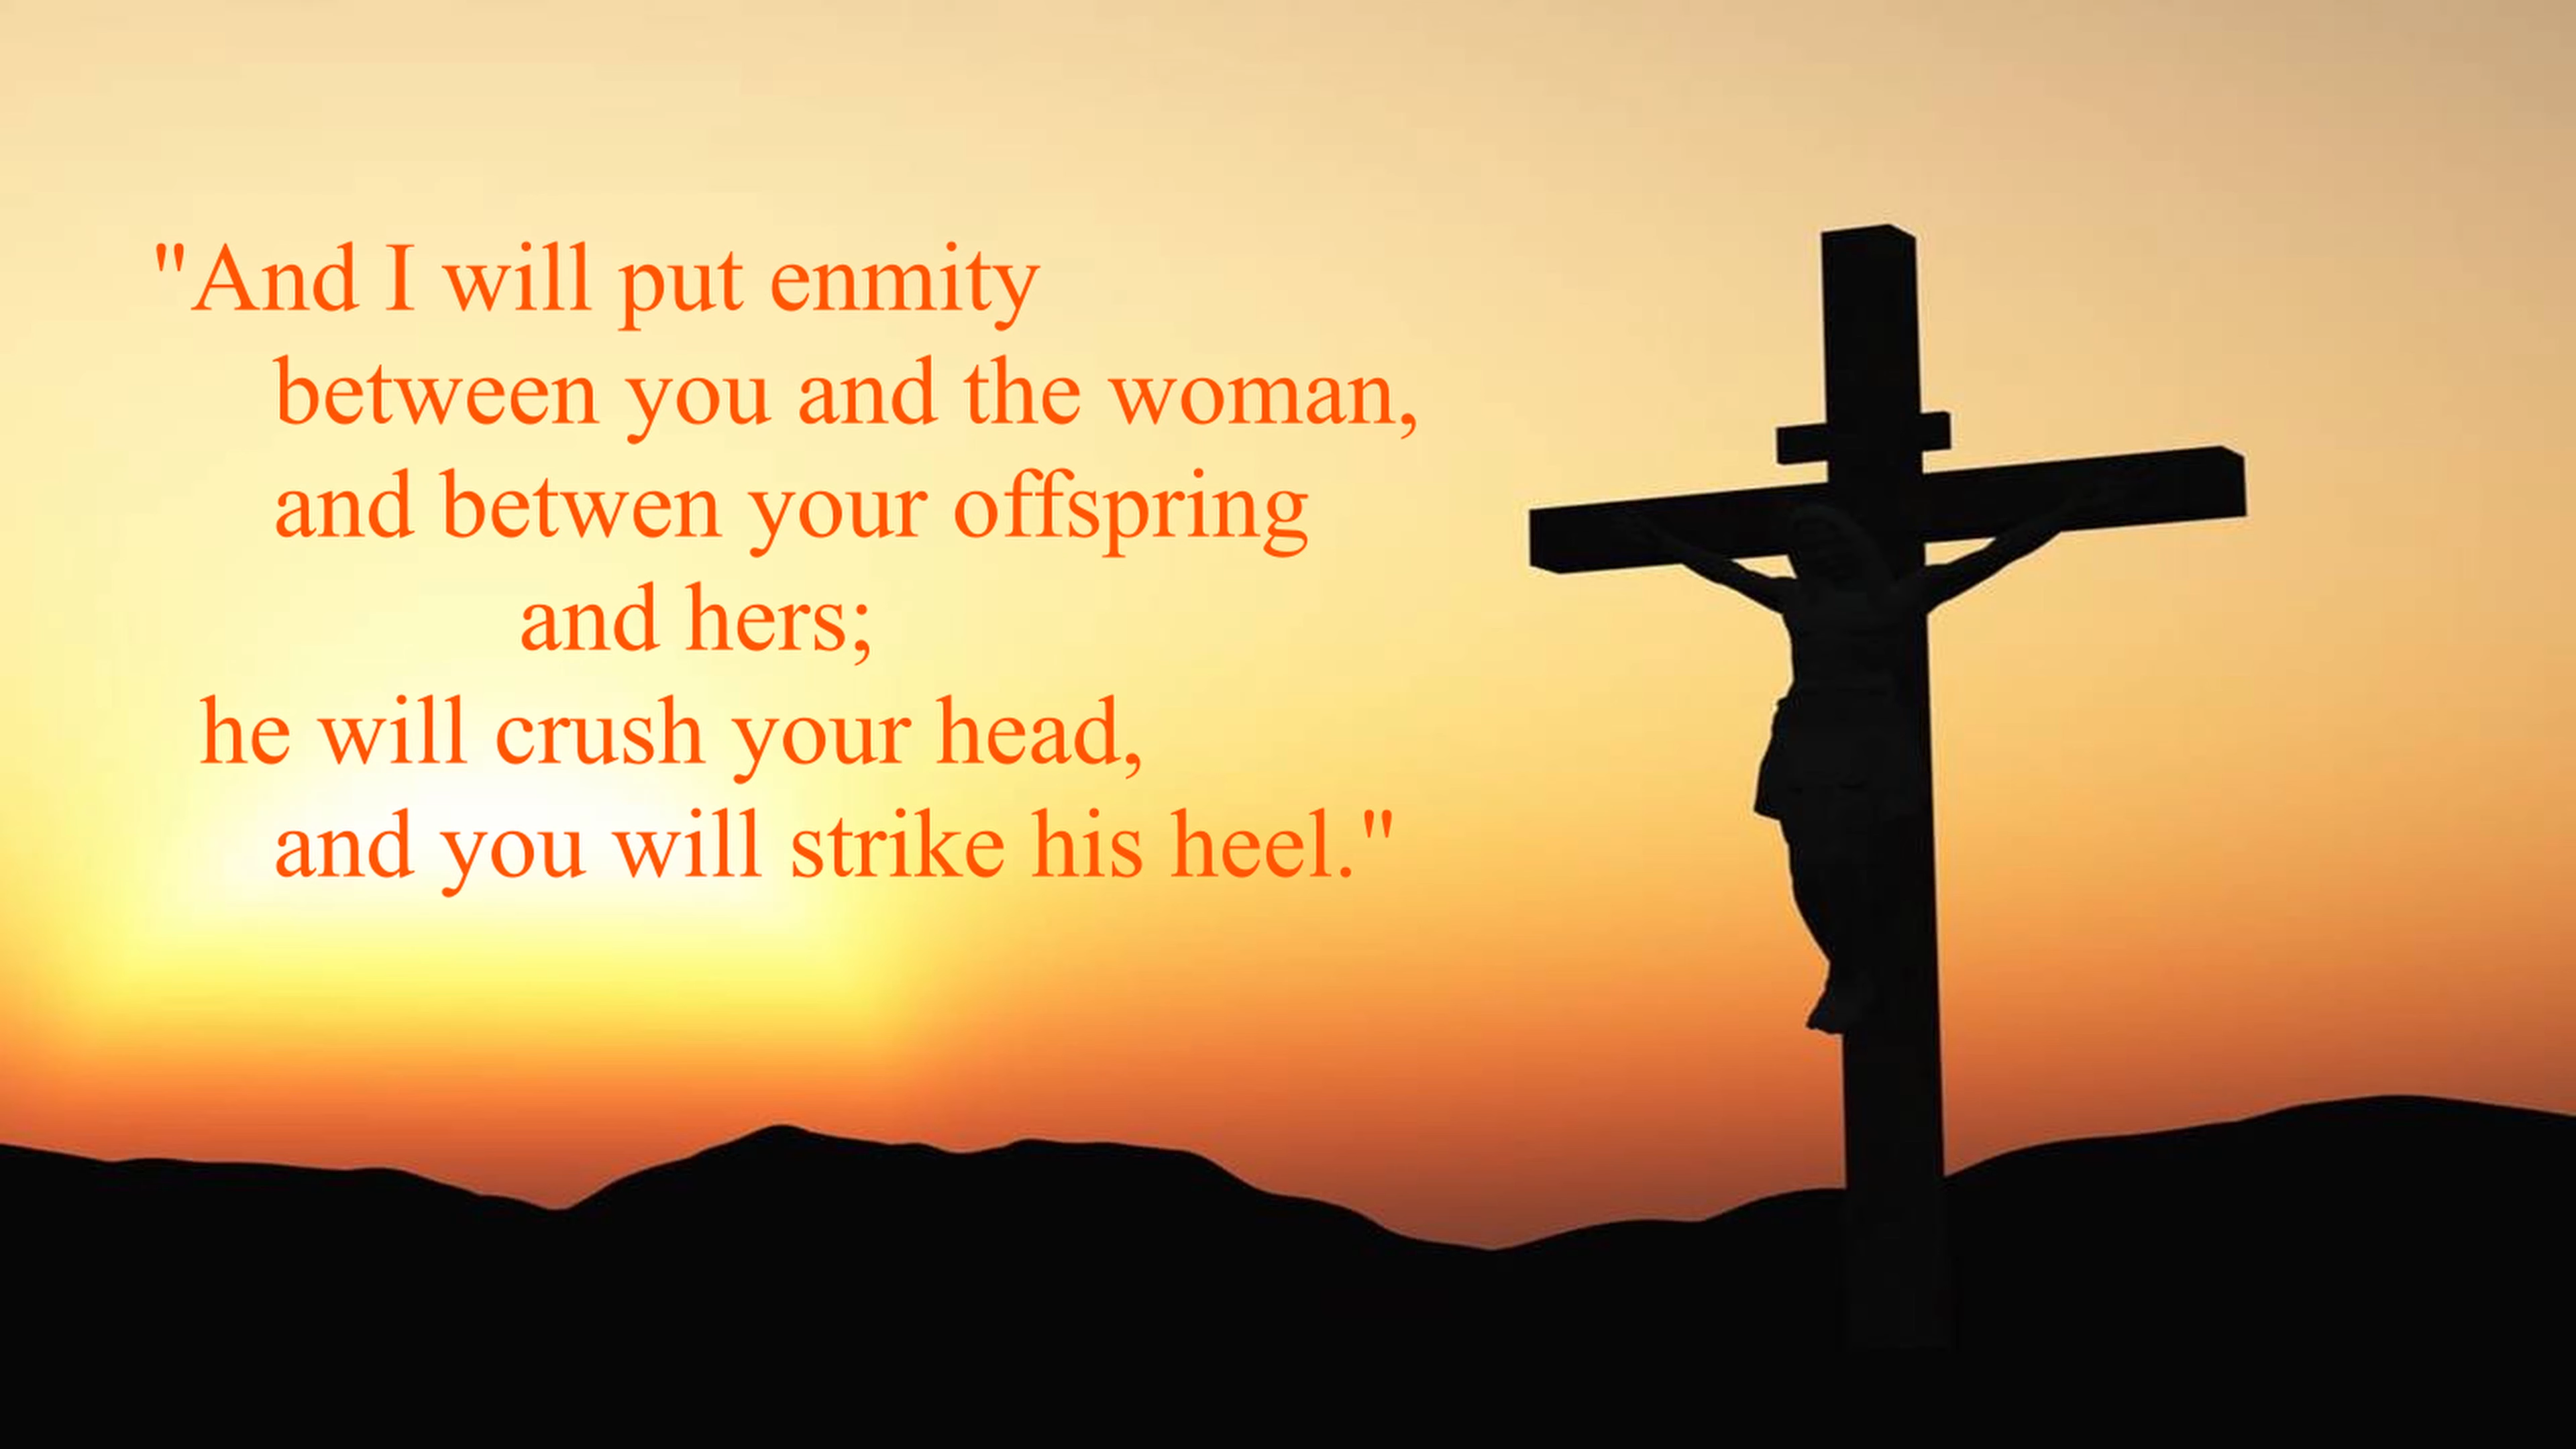 "And I will put enmity
between you and the woman,
and betwen your offspring
and hers;
he will crush your head,
and you will strike his heel."